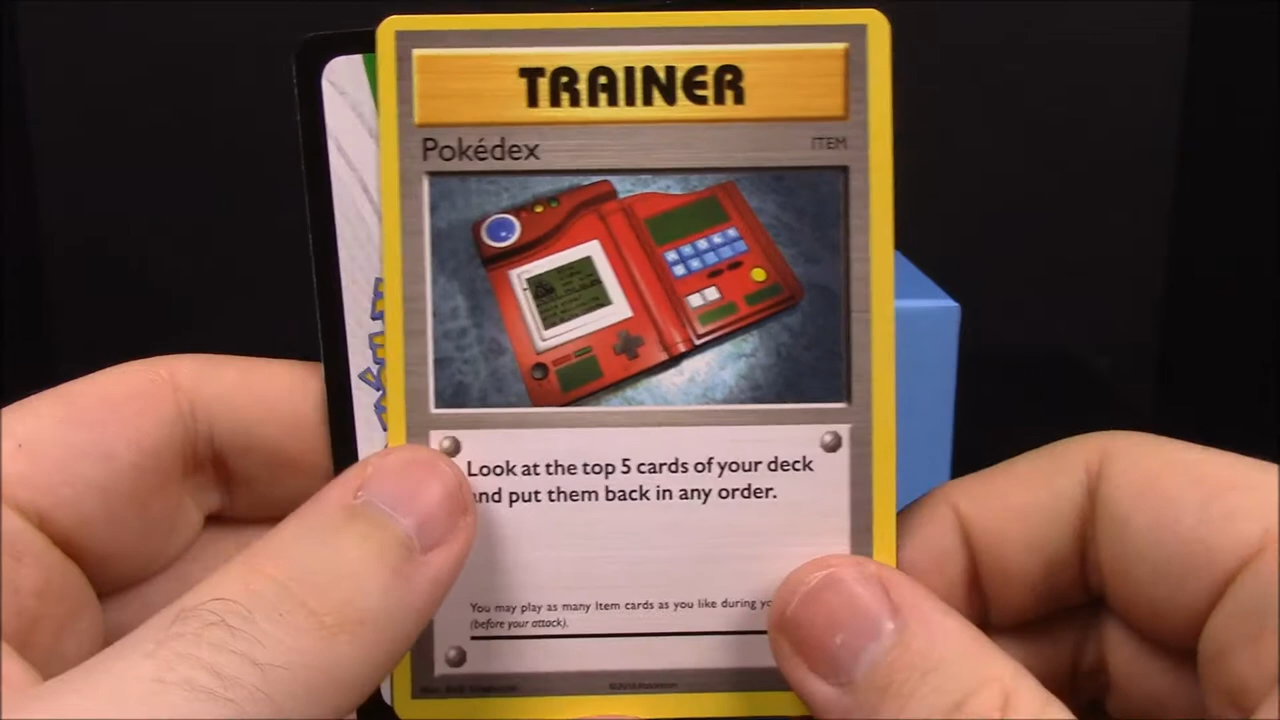 TRAINER
Pokédex ITEM
Look at the top 5 cards of your deck
and put them back in any order.
You may play as many Item cards as you like during
(before your attack).